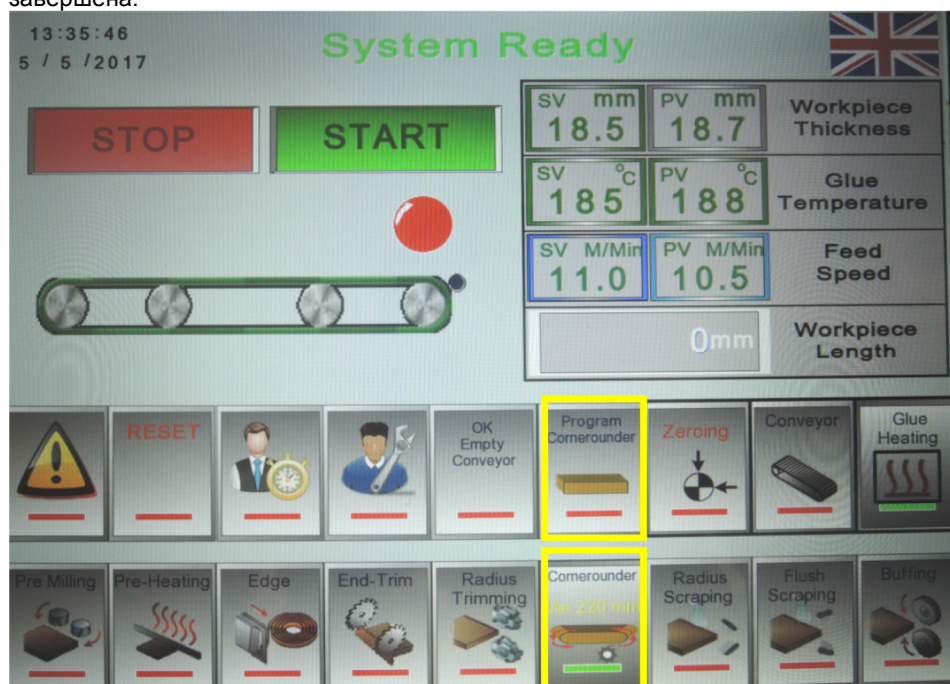 завершена.
13:35:46
5 / 5 /2017
System Ready
STOP
START
SV mm
18.5
PV mm
18.7
Workpiece
Thickness
SV °C
185
PV °C
188
Glue
Temperature
SV M/Min
11.0
PV M/Min
10.5
Feed
Speed
0mm
Workpiece
Length
RESET
OK
Empty
Conveyor
Program
Cornerounder
Zeroing
Conveyor
Glue
Heating
Pre Milling
Pre-Heating
Edge
End-Trim
Radius
Trimming
Cornerounder
Min 220 mm
Radius
Scraping
Flush
Scraping
Buffing